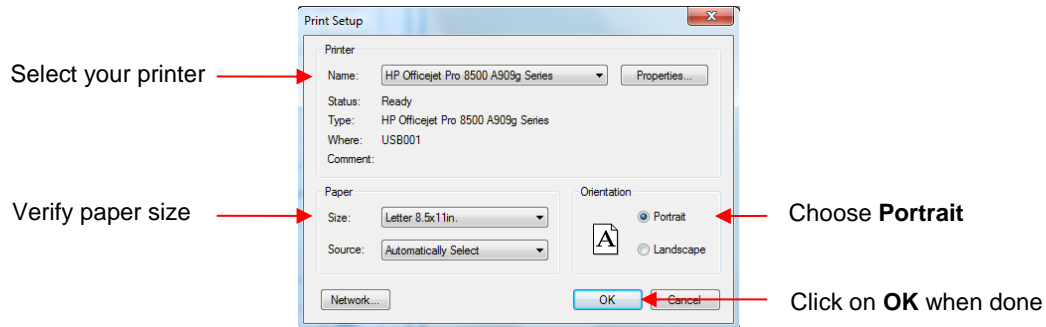 Print Setup
Select your printer
Printer
Name: HP Officejet Pro 8500 A909g Series Properties...
Status: Ready
Type: HP Officejet Pro 8500 A909g Series
Where: USB001
Comment:
Verify paper size
Paper
Size: Letter 8.5x11in.
Source: Automatically Select
Orientation
A
Portrait
Landscape
Choose Portrait
Network...
OK
Cancel
Click on OK when done